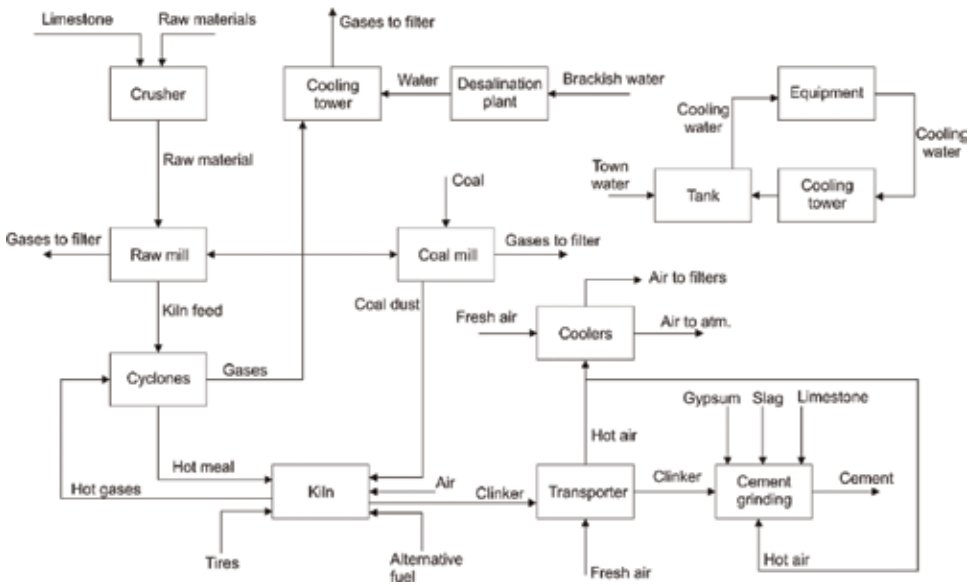 Limestone
Raw materials
Gases to filter
Crusher
Cooling
tower
Water
Desalination
plant
Brackish water
Equipment
Cooling
water
Cooling
water
Raw material
Town
water
Tank
Cooling
tower
Coal
Gases to filter
Raw mill
Coal mill
Gases to filter
Kiln feed
Coal dust
Air to filters
Fresh air
Coolers
Air to atm.
Cyclones
Gases
Gypsum
Slag
Limestone
Hot air
Hot meal
Hot gases
Kiln
Air
Clinker
Transporter
Clinker
Cement
grinding
Cement
Tires
Alternative
fuel
Fresh air
Hot air